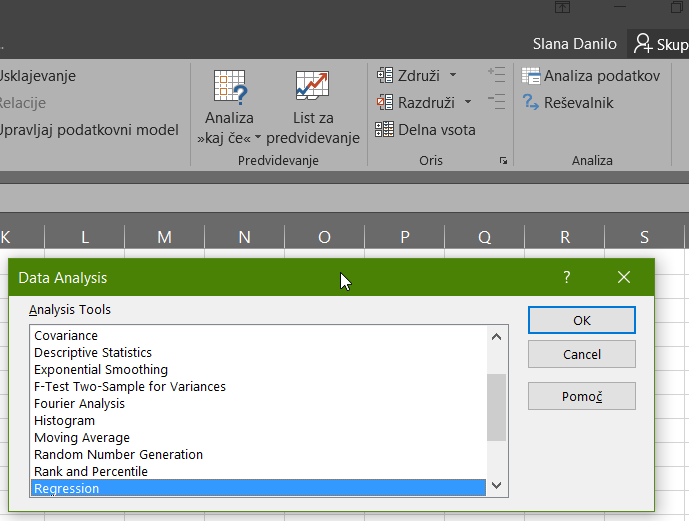 Slana Danilo
Skup
Usklajevanje
Relacije
Upravljaj podatkovni model
Analiza
»kaj če«
List za
predvidevanje
Predvidevanje
Združi
Razdruži
Delna vsota
Oris
Analiza podatkov
Reševalnik
Analiza
K L M N O P Q R S
Data Analysis
?
Analysis Tools
Covariance
Descriptive Statistics
Exponential Smoothing
F-Test Two-Sample for Variances
Fourier Analysis
Histogram
Moving Average
Random Number Generation
Rank and Percentile
Regression
OK
Cancel
Pomoč